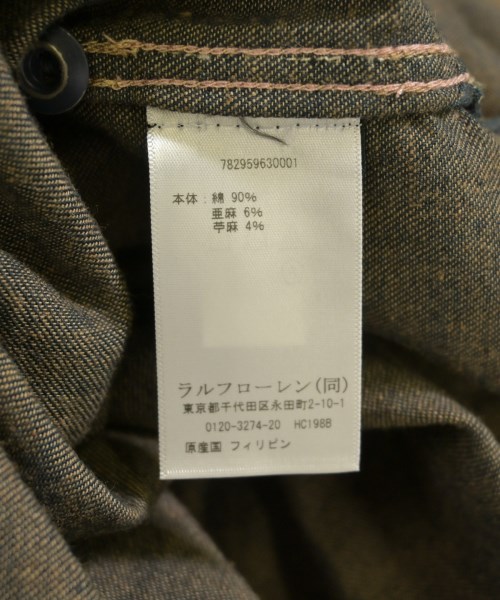 782959630001
本体：綿 90%
亜麻 6%
苧麻 4%
ラルフローレン(同)
東京都千代田区永田町2-10-1
0120-3274-20 HC198B
原産国 フィリピン